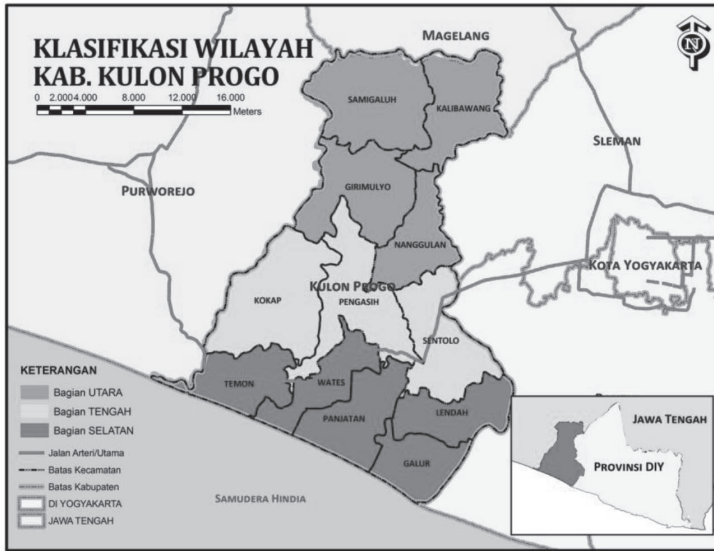 KLASIFIKASI WILAYAH
KAB. KULON PROGO
0 2.0004.000 8.000 12.000 16.000
Meters
MAGELANG
N
SAMIGALUH
KALIBAWANG
SLEMAN
PURWOREJO
GIRIMULYO
NANGGULAN
KOTA YOGYAKARTA
KULON PROGO
KOKAP
PENGASIH
SENTOLO
TEMON
WATES
LENDAH
PANJATAN
GALUR
SAMUDERA HINDIA
KETERANGAN
Bagian UTARA
Bagian TENGAH
Bagian SELATAN
Jalan Arteri/Utama
Batas Kecamatan
Batas Kabupaten
DI YOGYAKARTA
JAWA TENGAH
JAWA TENGAH
PROVINSI DIY